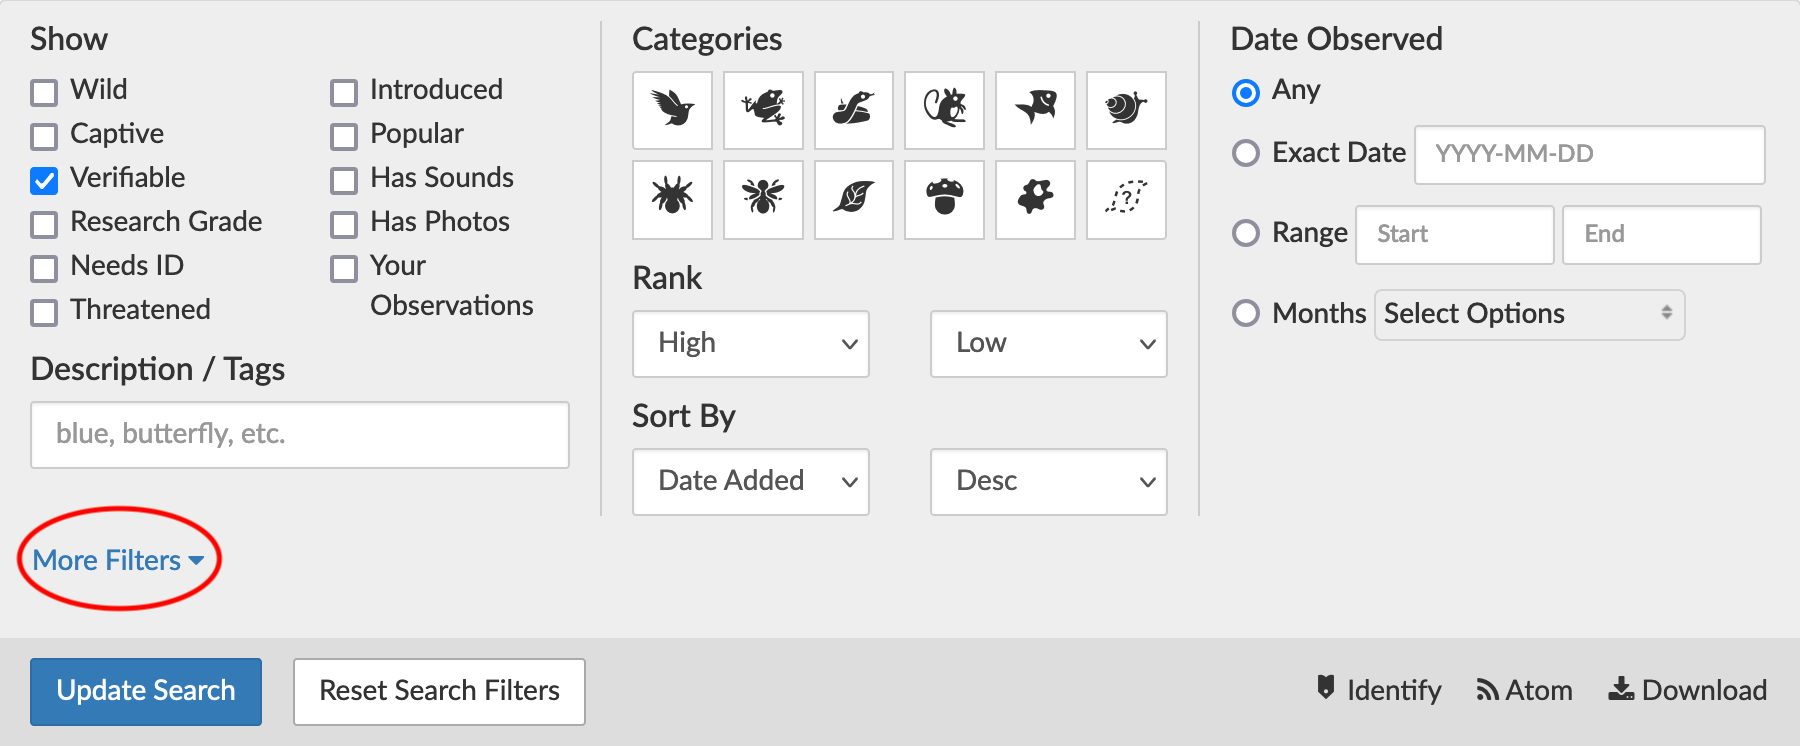 Show
Wild
Captive
Verifiable
Research Grade
Needs ID
Threatened
Introduced
Popular
Has Sounds
Has Photos
Your
Observations
Description / Tags
blue, butterfly, etc.
More Filters
Categories
?
Rank
High
Low
Sort By
Date Added
Desc
Date Observed
Any
Exact Date YYYY-MM-DD
Range Start End
Months Select Options
Update Search
Reset Search Filters
Identify
Atom
Download